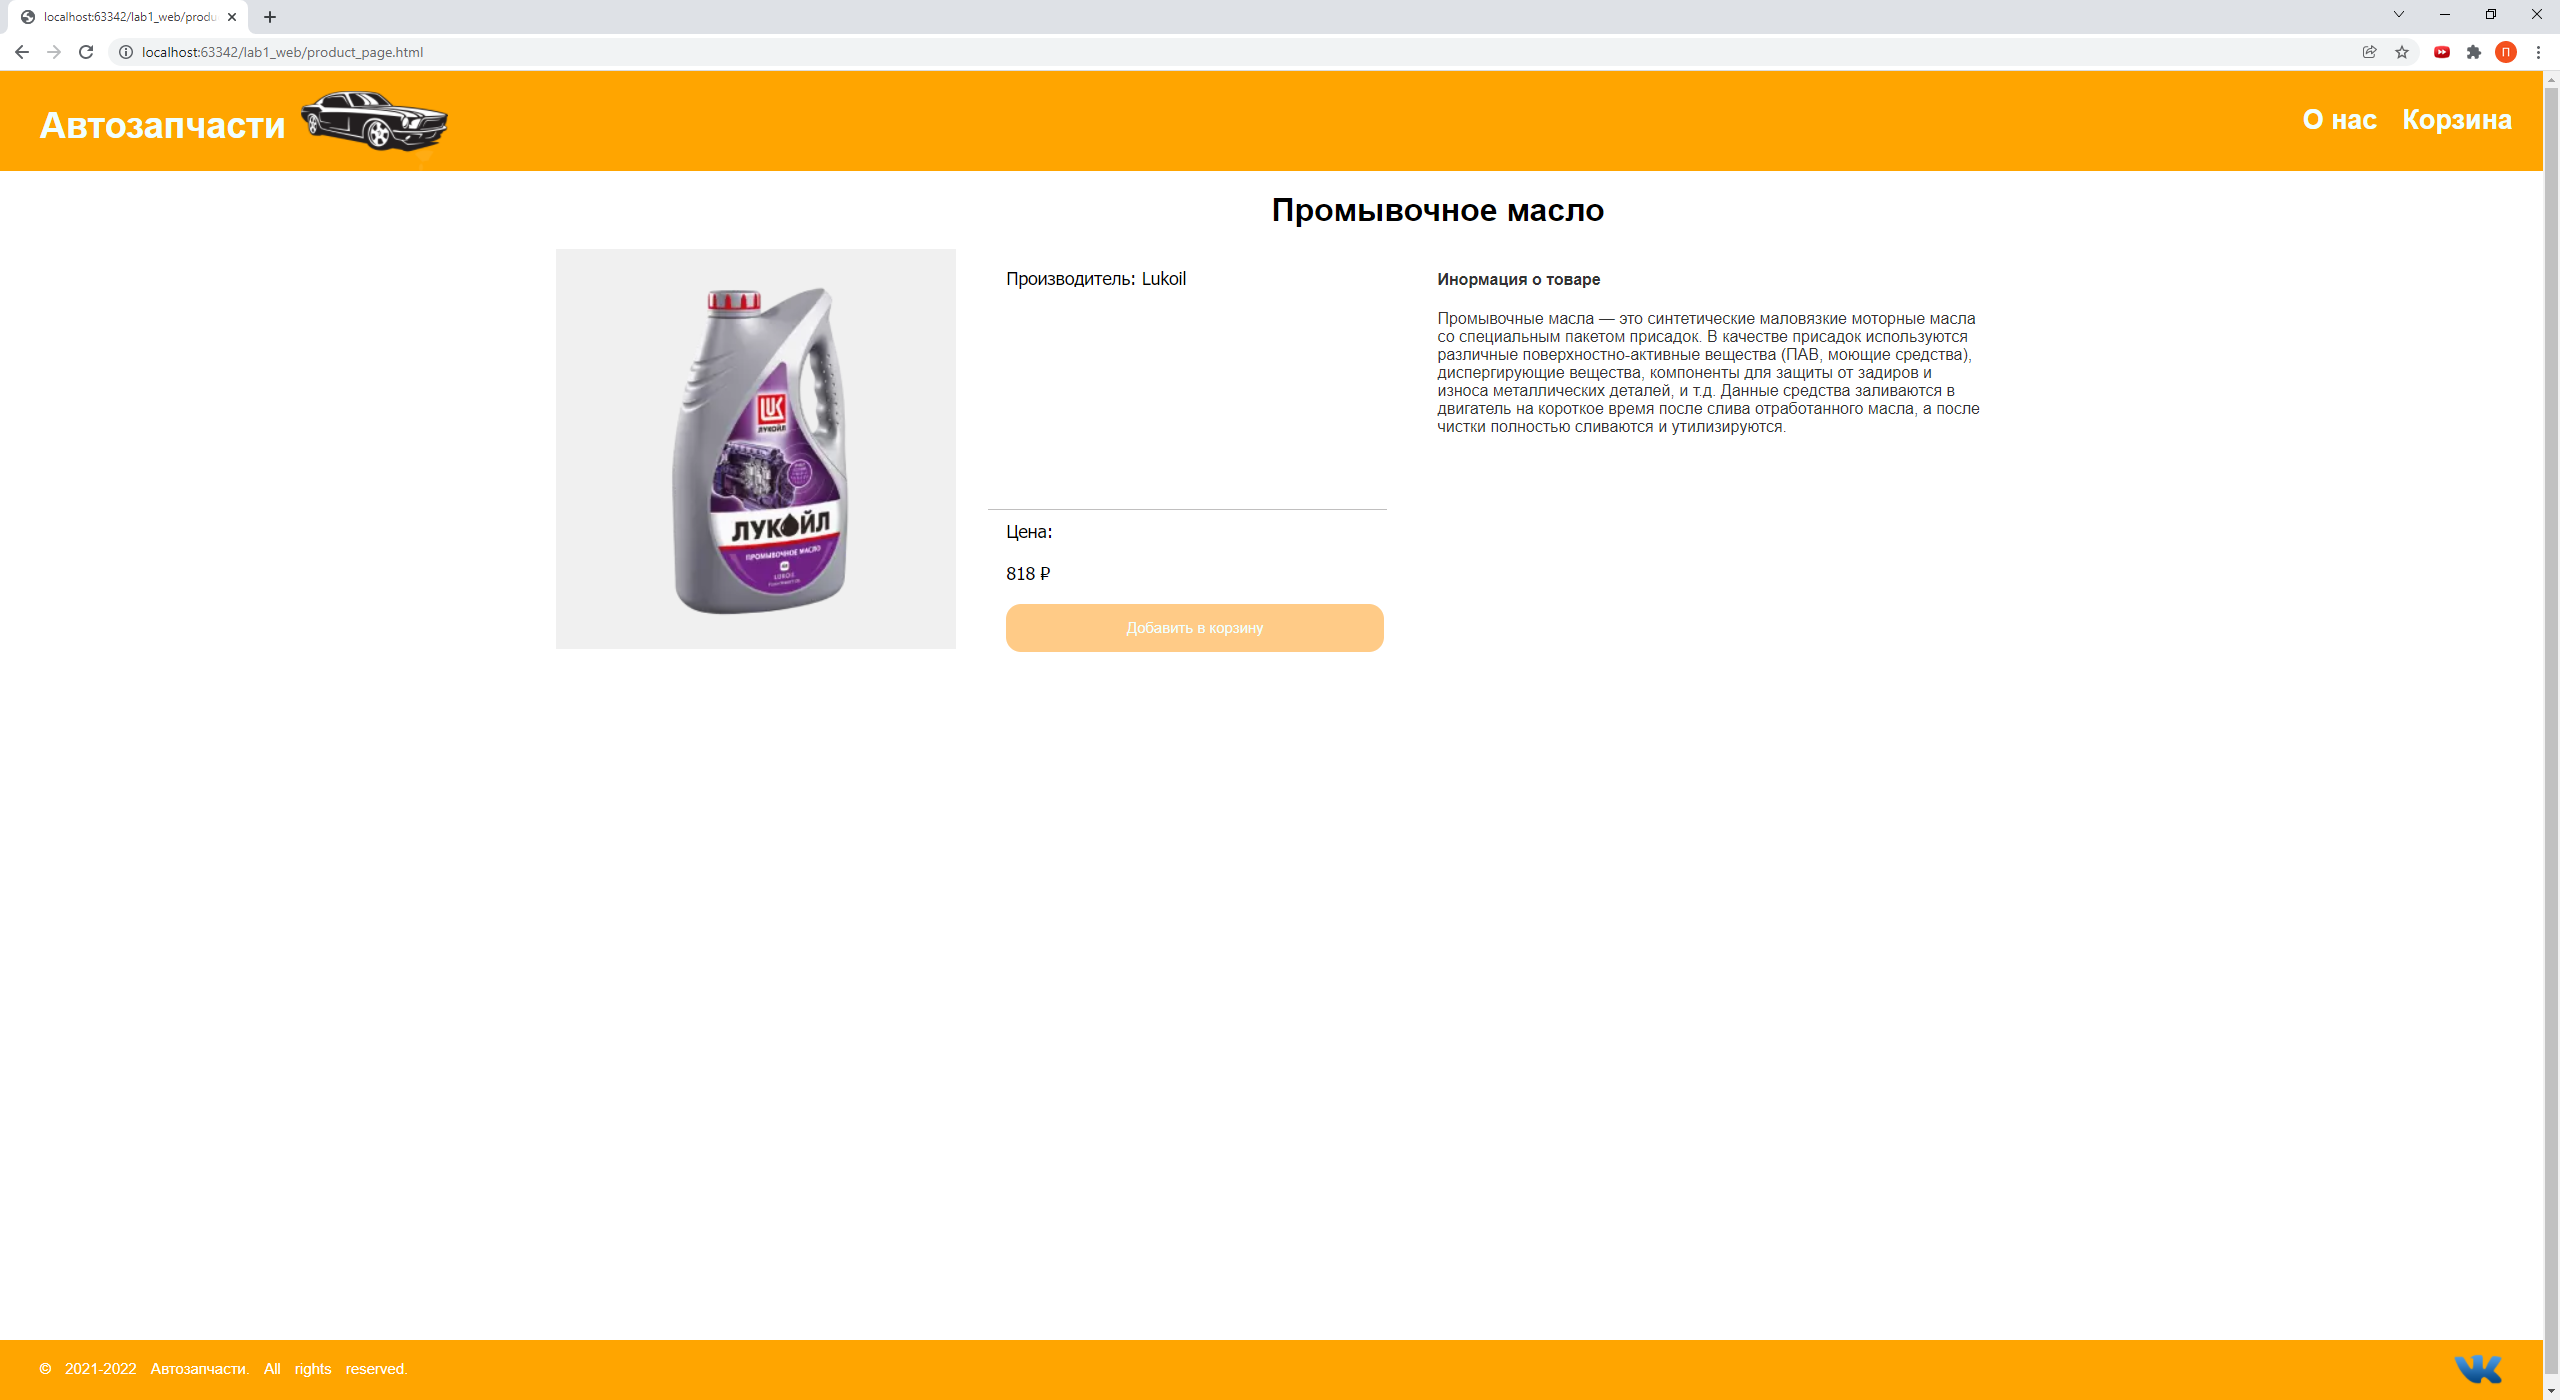 localhost:63342/lab1_web/produ
localhost:63342/lab1_web/product_page.html
П
Автозапчасти
О нас Корзина
Промывочное масло
LUK
ЛУКОЙЛ
ЛУКОЙЛ
ПРОМЫВОЧНОЕ МАСЛО
Производитель: Lukoil
Цена:
818 ₽
Добавить в корзину
Инормация о товаре
Промывочные масла — это синтетические маловязкие моторные масла
со специальным пакетом присадок. В качестве присадок используются
различные поверхностно-активные вещества (ПАВ, моющие средства),
диспергирующие вещества, компоненты для защиты от задиров и
износа металлических деталей, и т.д. Данные средства заливаются в
двигатель на короткое время после слива отработанного масла, а после
чистки полностью сливаются и утилизируются.
© 2021-2022 Автозапчасти. All rights reserved.